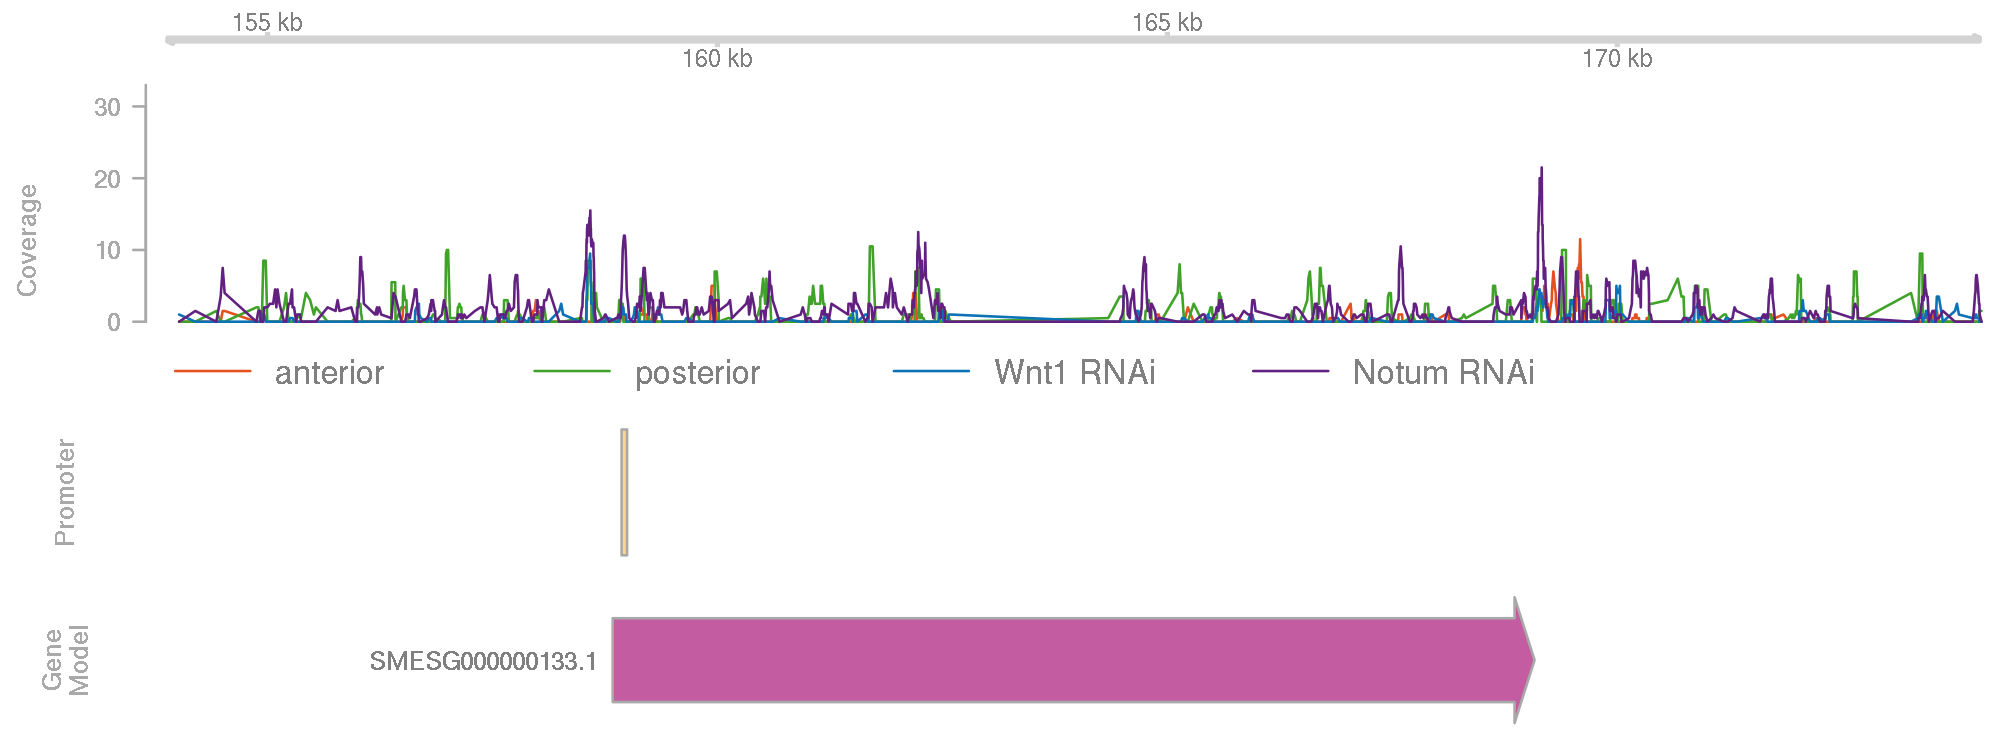 155 kb
165 kb
160 kb
170 kb
Coverage
30
20
10
0
anterior
posterior
Wnt1 RNAi
Notum RNAi
Promoter
Gene
Model
SMESG000000133.1